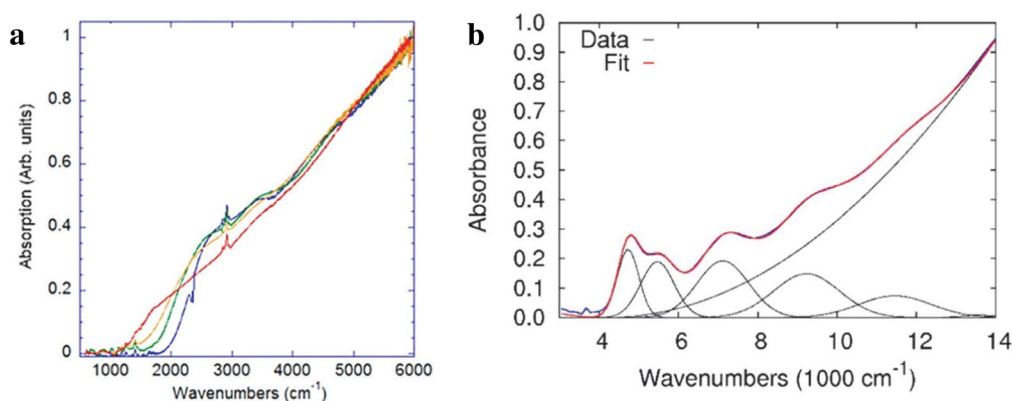 a
1
0.8
0.6
0.4
0.2
0
Absorption (Arb. units)
1000 2000 3000 4000 5000 6000
Wavenumbers (cm⁻¹)
b
Data
Fit
1.0
0.9
0.8
0.7
0.6
0.5
0.4
0.3
0.2
0.1
0.0
Absorbance
4 6 8 10 12 14
Wavenumbers (1000 cm⁻¹)